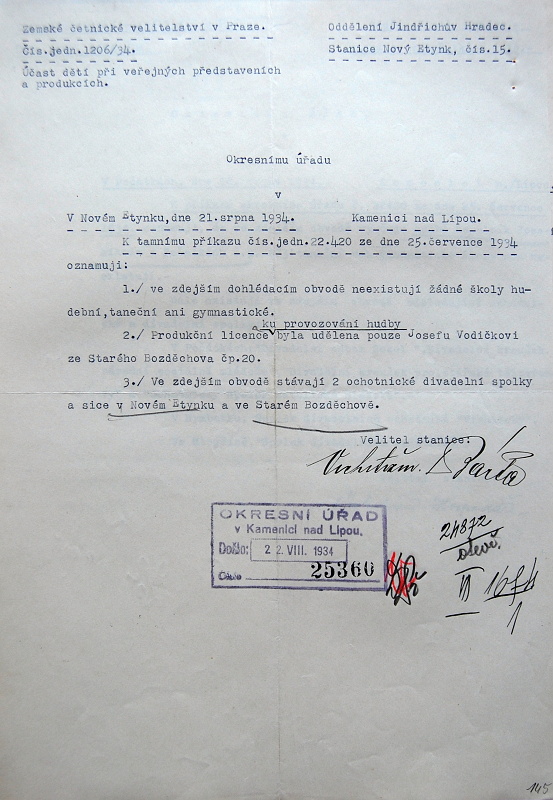 Zemské četnické velitelství v Praze.
Čís.jedn.1206/34.
Účast dětí při veřejných představeních
a produkcích.
Oddělení Jindřichův Hradec.
Stanice Nový Etynk, čís.15.
Okresnímu úřadu
v
V Novém Etynku,dne 21.srpna 1934. Kamenici nad Lípou.
K tamnímu příkazu čís.jedn.22.420 ze dne 25.července 1934
oznamuji:
1./ ve zdejším dohlédacím obvodě neexistují žádné školy hu-
dební,taneční ani gymnastické.
ku provozování hudby
2./ Produkční licence byla udělena pouze Josefu Vodičkovi
ze Starého Bozděchova čp.20.
3./ Ve zdejším obvodě stávají 2 ochotnické divadelní spolky
a sice v Novém Etynku a ve Starém Bozděchově.
Velitel stanice:
Vrchstrážm. Bárta
OKRESNÍ ÚŘAD
v Kamenici nad Lipou.
Došlo: 22.VIII.1934
Číslo 25360
24872
145